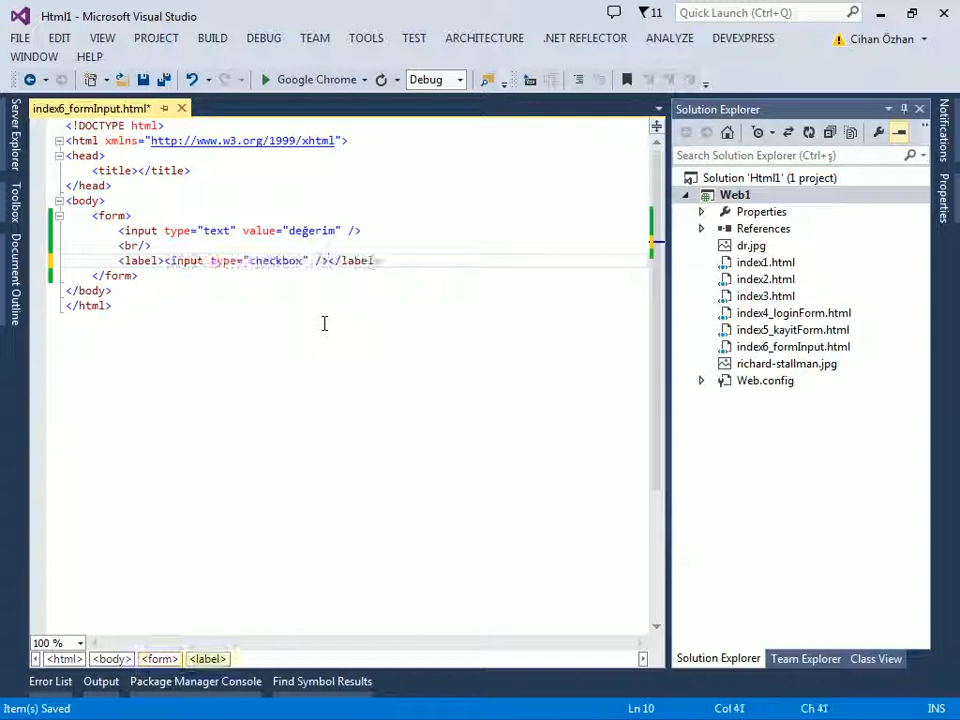 Html1 - Microsoft Visual Studio
11
Quick Launch (Ctrl+Q)
FILE EDIT VIEW PROJECT BUILD DEBUG TEAM TOOLS TEST ARCHITECTURE .NET REFLECTOR ANALYZE DEVEXPRESS
Cihan Özhan
WINDOW HELP
Google Chrome
Debug
index6_formInput.html*
<!DOCTYPE html>
<html xmlns="http://www.w3.org/1999/xhtml">
<head>
<title></title>
</head>
<body>
<form>
<input type="text" value="değerim" />
<br/>
<label><input type="checkbox" /></label
</form>
</body>
</html>
Server Explorer
Toolbox
Document Outline
100 %
<html> <body> <form> <label>
Solution Explorer
Search Solution Explorer (Ctrl+ş)
Solution 'Html1' (1 project)
Web1
Properties
References
dr.jpg
index1.html
index2.html
index3.html
index4_loginForm.html
index5_kayitForm.html
index6_formInput.html
richard-stallman.jpg
Web.config
Solution Explorer Team Explorer Class View
Notifications
Properties
Error List Output Package Manager Console Find Symbol Results
Item(s) Saved
Ln 10 Col 41 Ch 41 INS